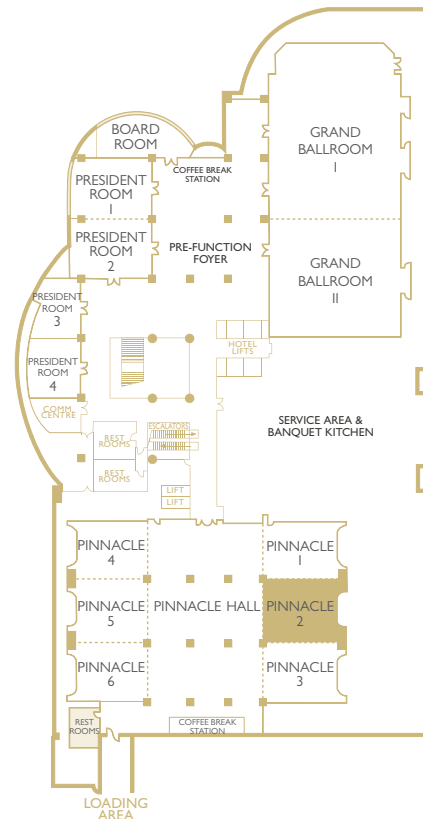 BOARD
ROOM
GRAND
BALLROOM
I
COFFEE BREAK
STATION
PRESIDENT
ROOM
1
PRESIDENT
ROOM
2
PRE-FUNCTION
FOYER
GRAND
BALLROOM
II
PRESIDENT
ROOM
3
HOTEL
LIFTS
PRESIDENT
ROOM
4
COMM.
CENTRE
SERVICE AREA &
BANQUET KITCHEN
ESCALATORS
REST
ROOMS
REST
ROOMS
LIFT
LIFT
PINNACLE
4
PINNACLE
1
PINNACLE
5
PINNACLE HALL
PINNACLE
2
PINNACLE
6
PINNACLE
3
REST
ROOMS
COFFEE BREAK
STATION
LOADING
AREA